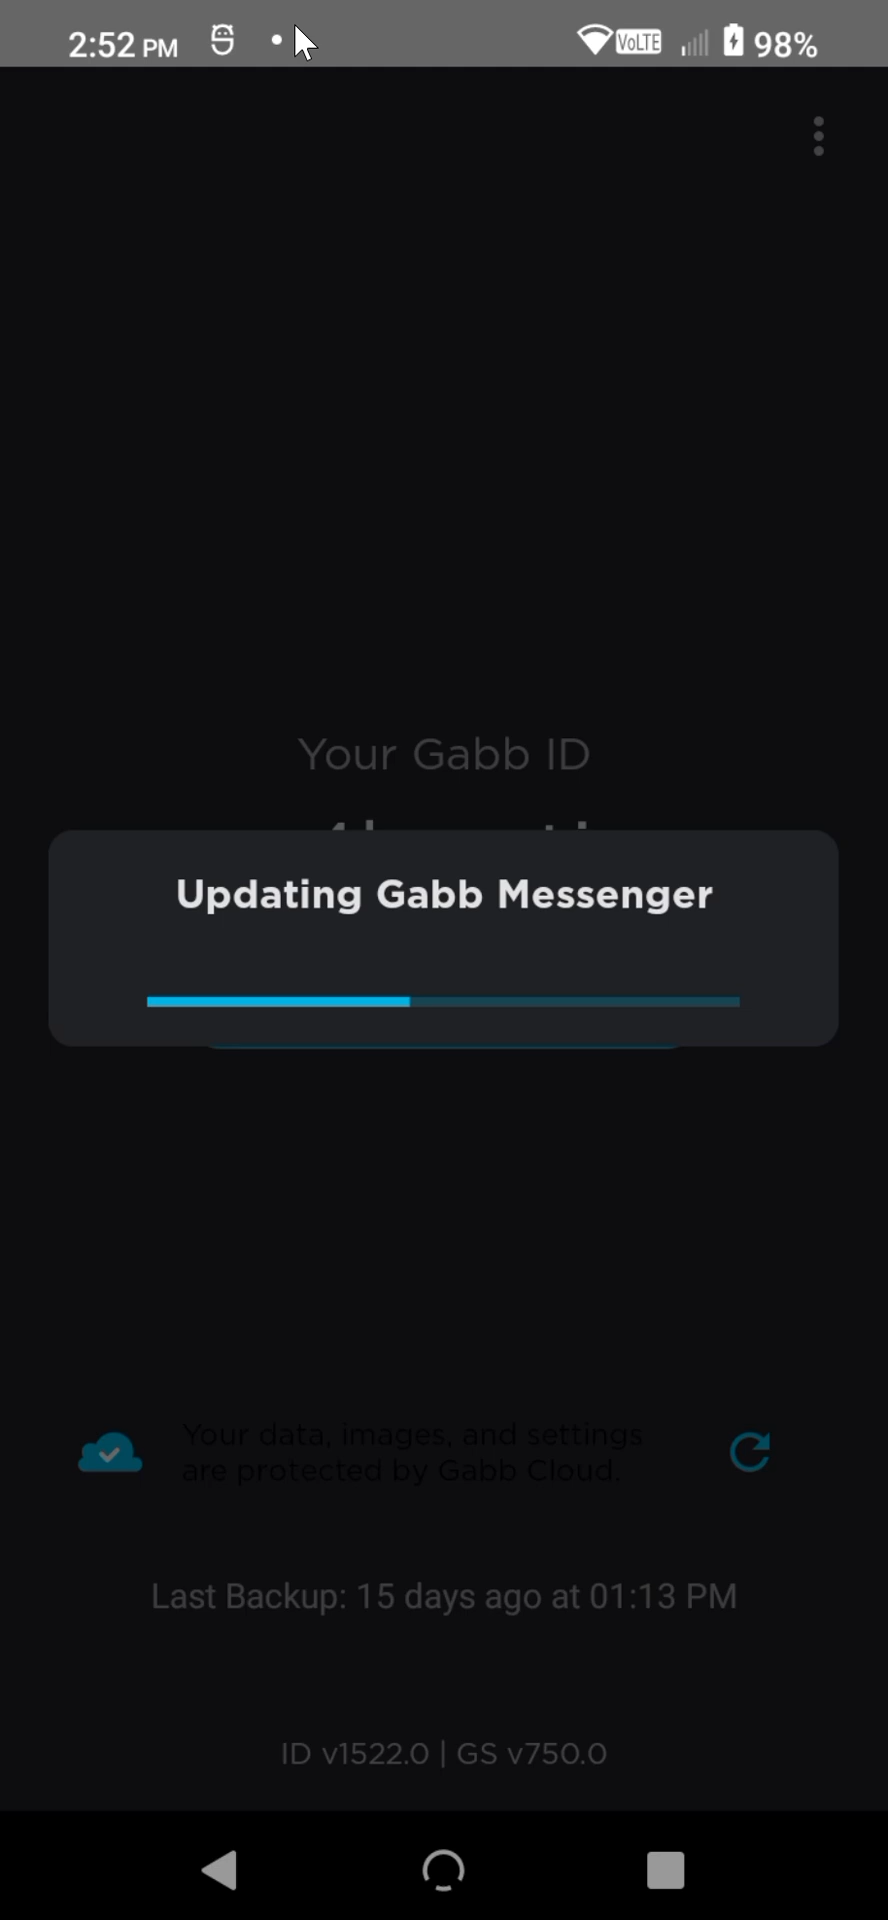 2:52 PM
VoLTE
98%
Your Gabb ID
Updating Gabb Messenger
Your data, images, and settings
are protected by Gabb Cloud.
Last Backup: 15 days ago at 01:13 PM
ID v1522.0 | GS v750.0